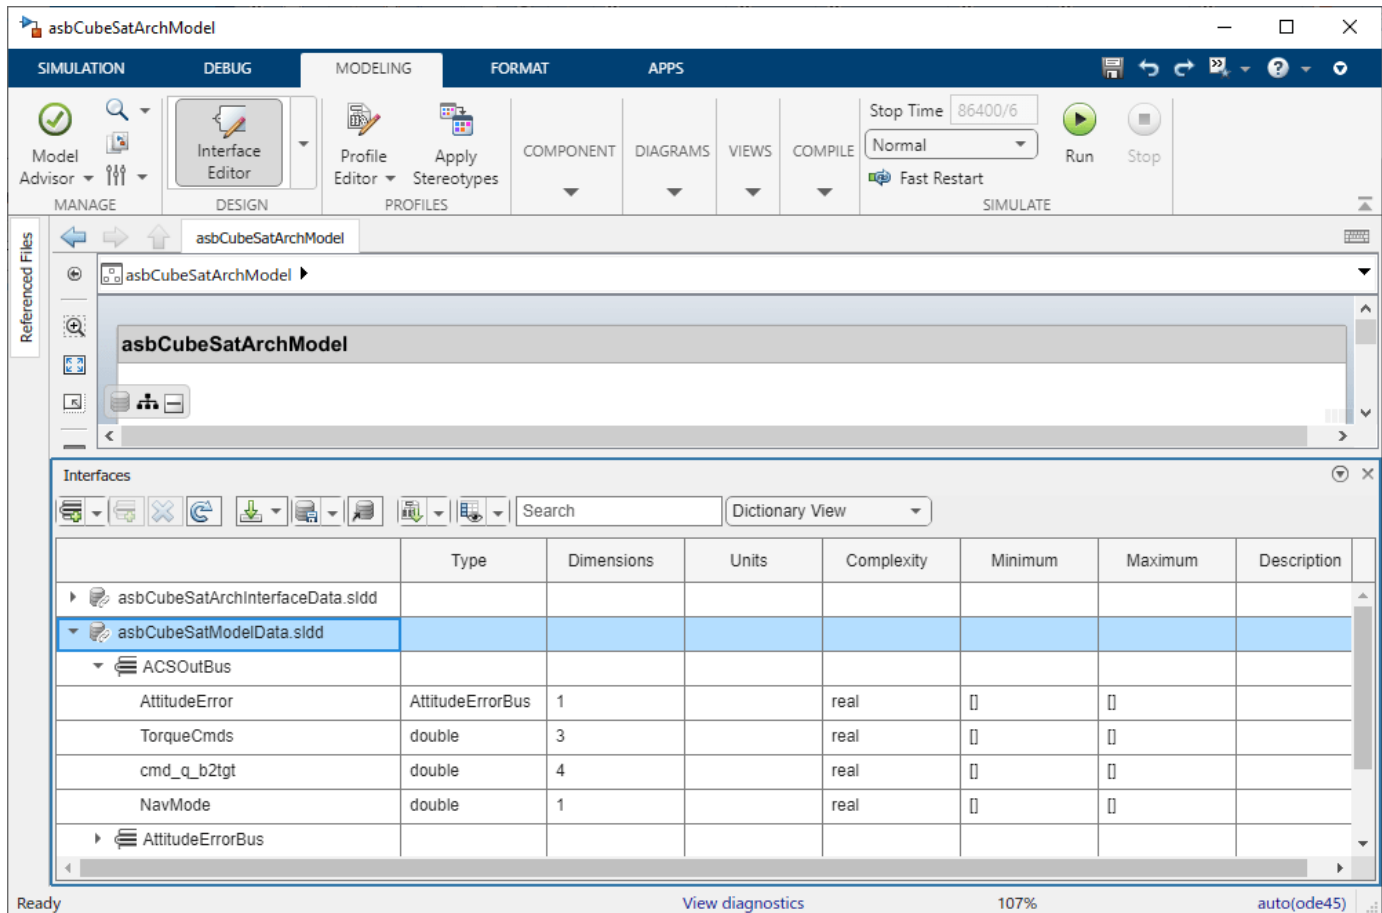 asbCubeSatArchModel
SIMULATION DEBUG MODELING FORMAT APPS
Model Advisor
Interface Editor
Profile Editor
Apply Stereotypes
COMPONENT DIAGRAMS VIEWS COMPILE
Stop Time 86400/6
Normal
Fast Restart
Run Stop
MANAGE DESIGN PROFILES SIMULATE
Referenced Files
asbCubeSatArchModel
asbCubeSatArchModel
asbCubeSatArchModel
Interfaces
Search Dictionary View
Type Dimensions Units Complexity Minimum Maximum Description
asbCubeSatArchInterfaceData.sldd
asbCubeSatModelData.sldd
ACSOutBus
AttitudeError AttitudeErrorBus 1 real [] []
TorqueCmds double 3 real [] []
cmd_q_b2tgt double 4 real [] []
NavMode double 1 real [] []
AttitudeErrorBus
Ready View diagnostics 107% auto(ode45)